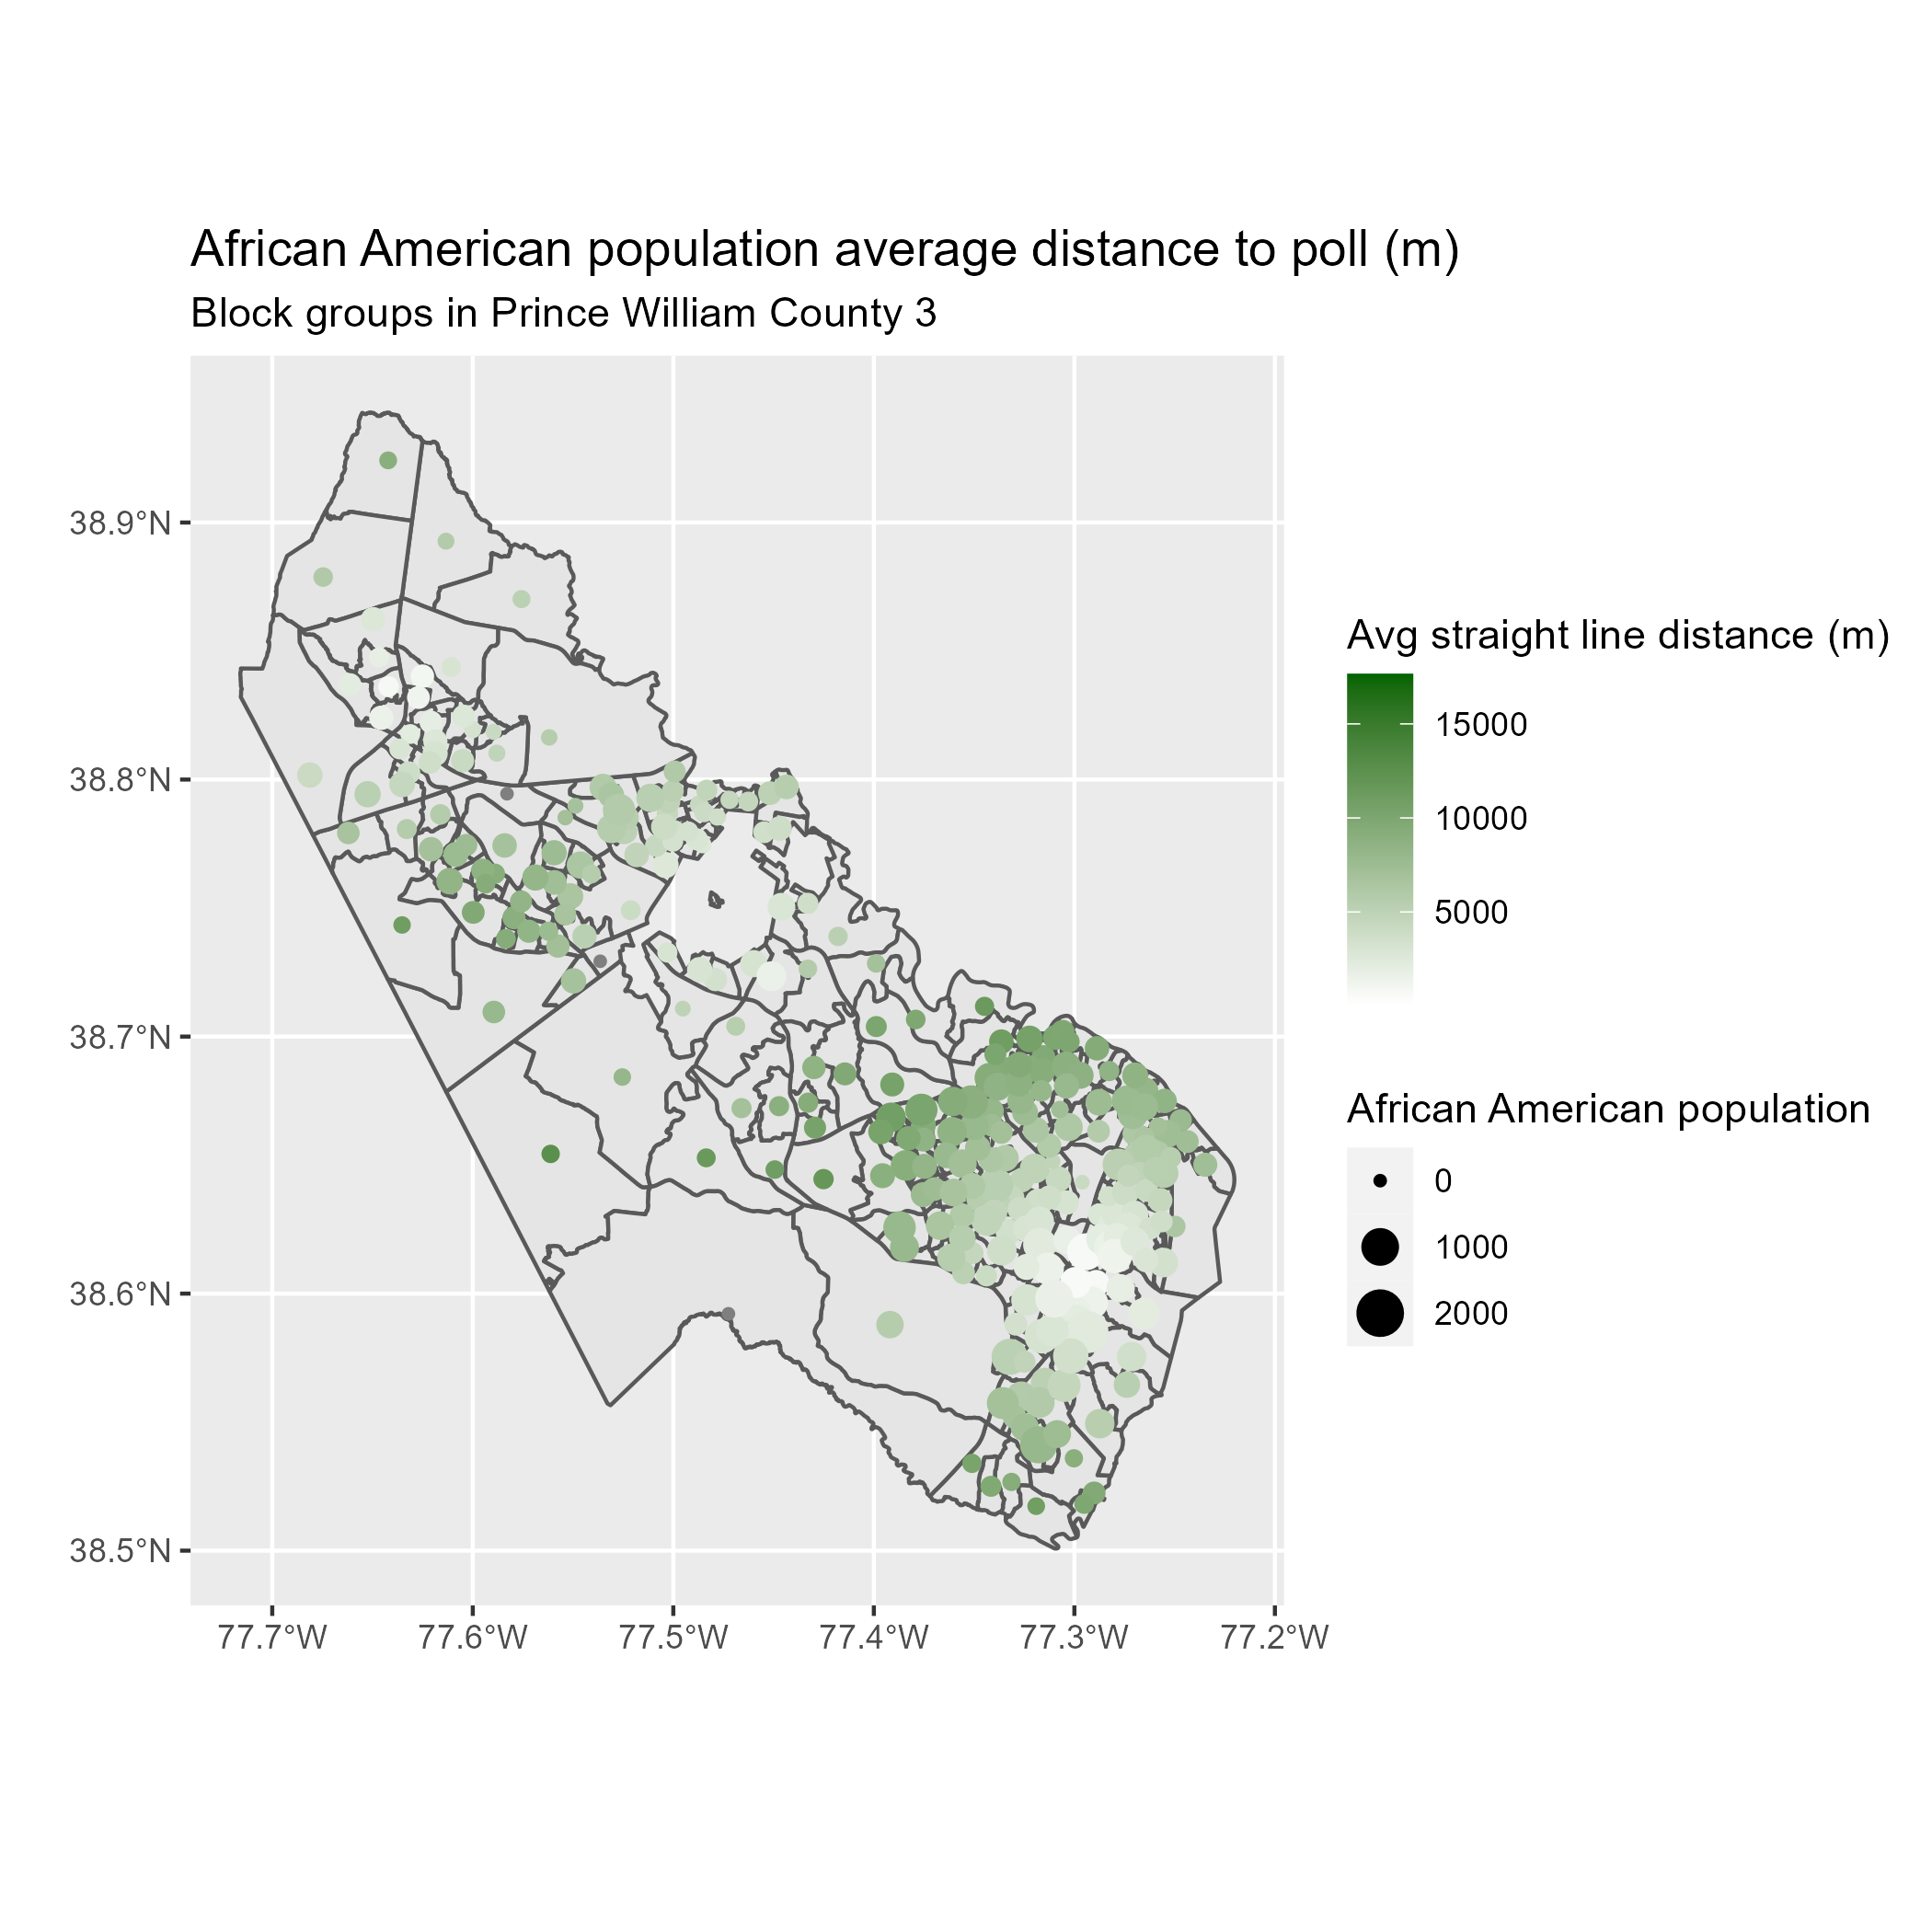 African American population average distance to poll (m)
Block groups in Prince William County 3
38.9°N
38.8°N
38.7°N
38.6°N
38.5°N
77.7°W 77.6°W 77.5°W 77.4°W 77.3°W 77.2°W
Avg straight line distance (m)
15000
10000
5000
African American population
0
1000
2000